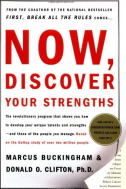 FROM THE COAUTHOR OF THE NATIONAL BESTSELLER
FIRST, BREAK ALL THE RULES COMES...
NOW,
DISCOVER
YOUR STRENGTHS
The revolutionary program that shows you how
to develop your unique talents and strengths
—and those of the people you manage. Based
on the Gallup study of over two million people
MARCUS BUCKINGHAM
& DONALD O. CLIFTON, Ph.D.